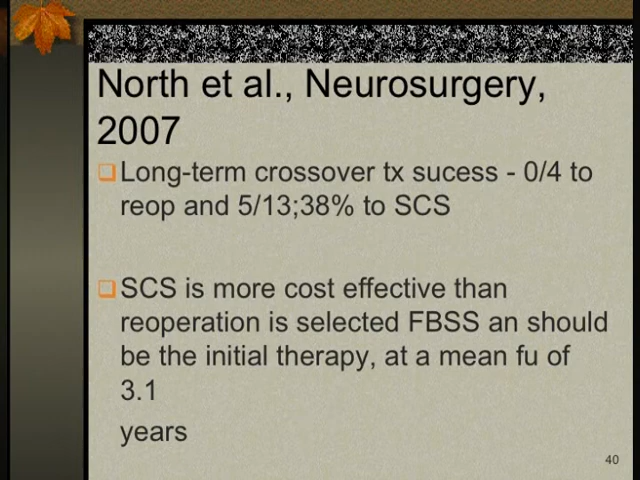 North et al., Neurosurgery,
2007
Long-term crossover tx sucess - 0/4 to
reop and 5/13;38% to SCS
SCS is more cost effective than
reoperation is selected FBSS an should
be the initial therapy, at a mean fu of
3.1
years
40